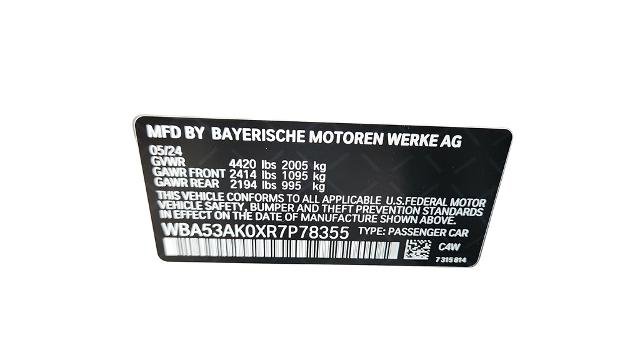 MFD BY BAYERISCHE MOTOREN WERKE AG
05/24
GVWR 4420 lbs 2005 kg
GAWR FRONT 2414 lbs 1095 kg
GAWR REAR 2194 lbs 995 kg
THIS VEHICLE CONFORMS TO ALL APPLICABLE U.S.FEDERAL MOTOR
VEHICLE SAFETY, BUMPER AND THEFT PREVENTION STANDARDS
IN EFFECT ON THE DATE OF MANUFACTURE SHOWN ABOVE.
WBA53AK0XR7P78355 TYPE: PASSENGER CAR
C4W
7 315 814